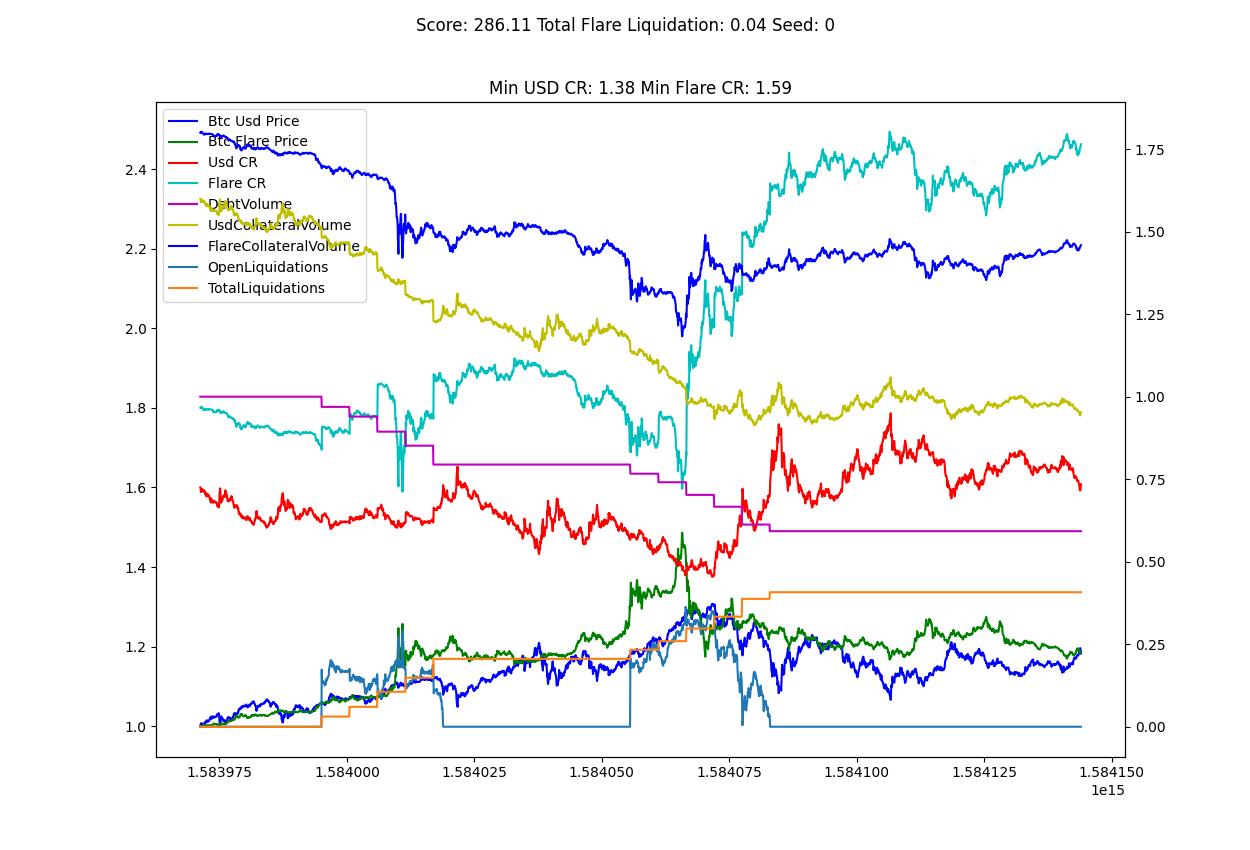 Score: 286.11 Total Flare Liquidation: 0.04 Seed: 0
Min USD CR: 1.38 Min Flare CR: 1.59
Btc Usd Price
Btc Flare Price
Usd CR
Flare CR
DebtVolume
UsdCollateralVolume
FlareCollateralVolume
OpenLiquidations
TotalLiquidations
2.4
2.2
2.0
1.8
1.6
1.4
1.2
1.0
1.75
1.50
1.25
1.00
0.75
0.50
0.25
0.00
1.583975 1.584000 1.584025 1.584050 1.584075 1.584100 1.584125 1.584150
1e15